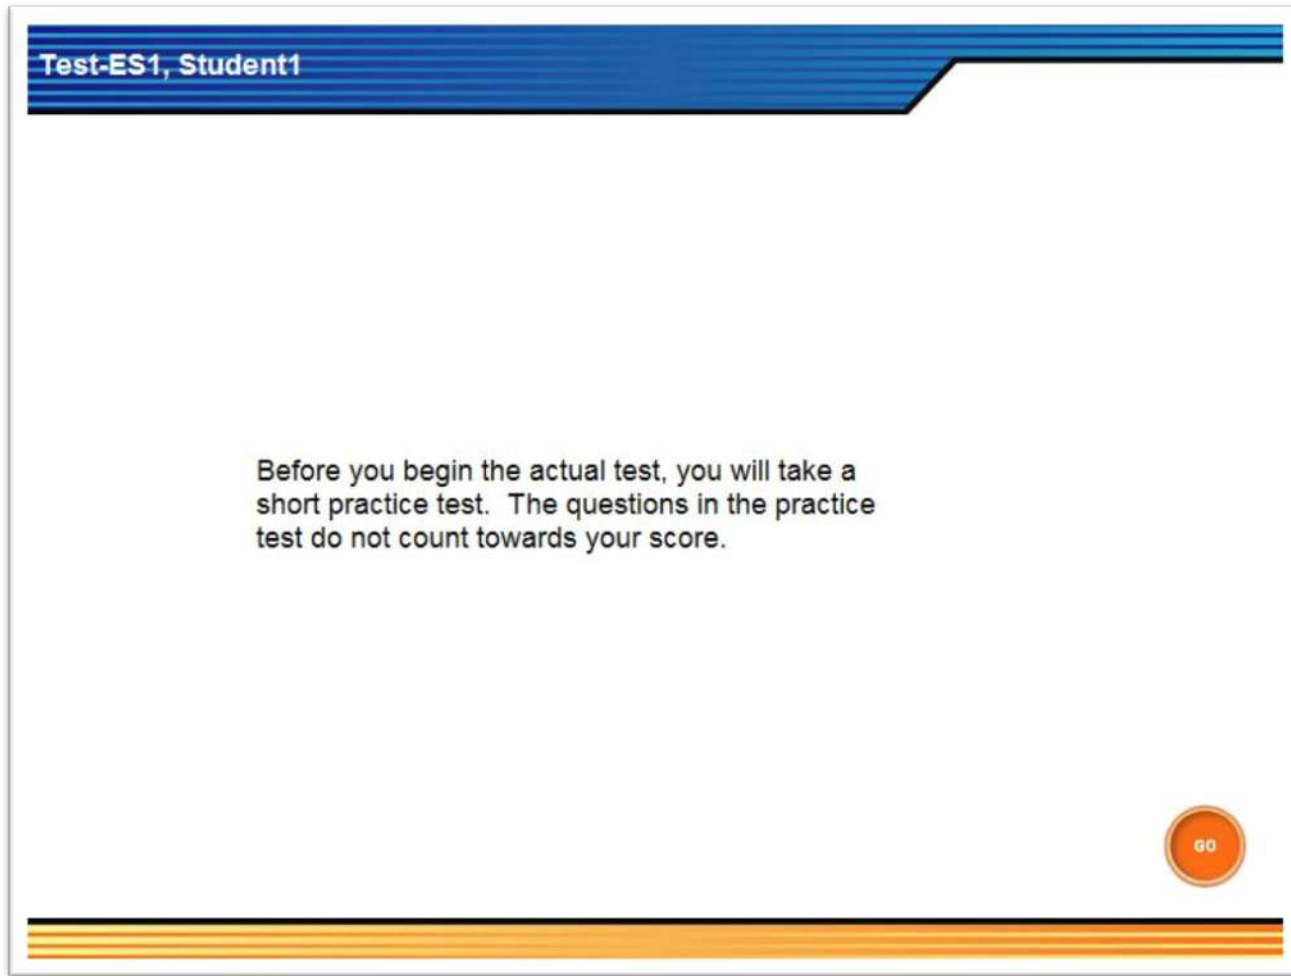 Test-ES1, Student1
Before you begin the actual test, you will take a
short practice test.  The questions in the practice
test do not count towards your score.
GO